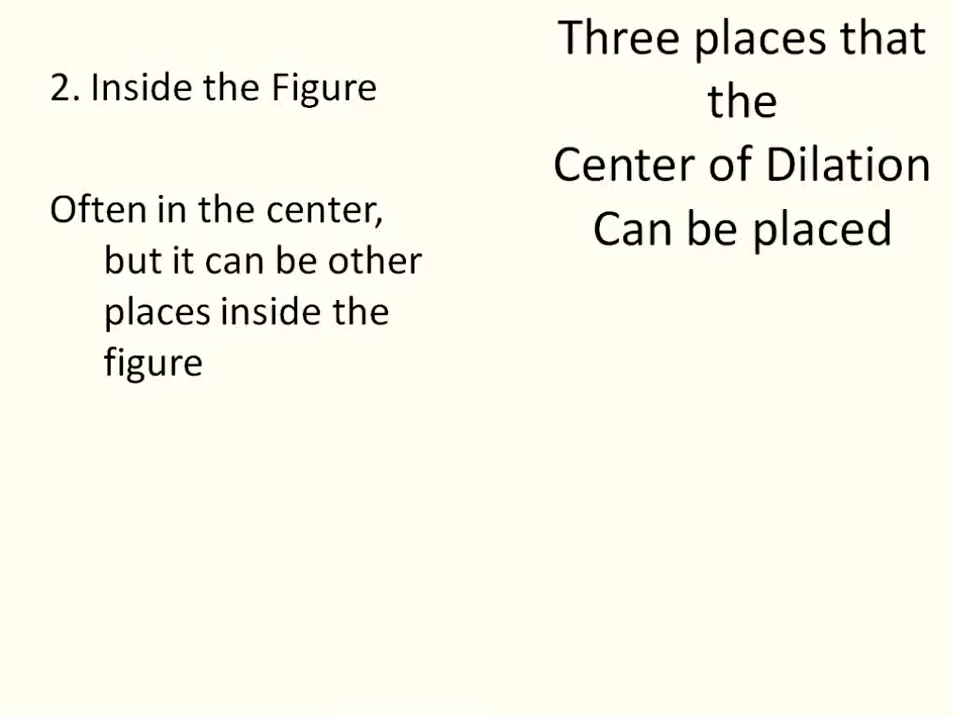 Three places that
the
Center of Dilation
Can be placed
2. Inside the Figure
Often in the center,
but it can be other
places inside the
figure